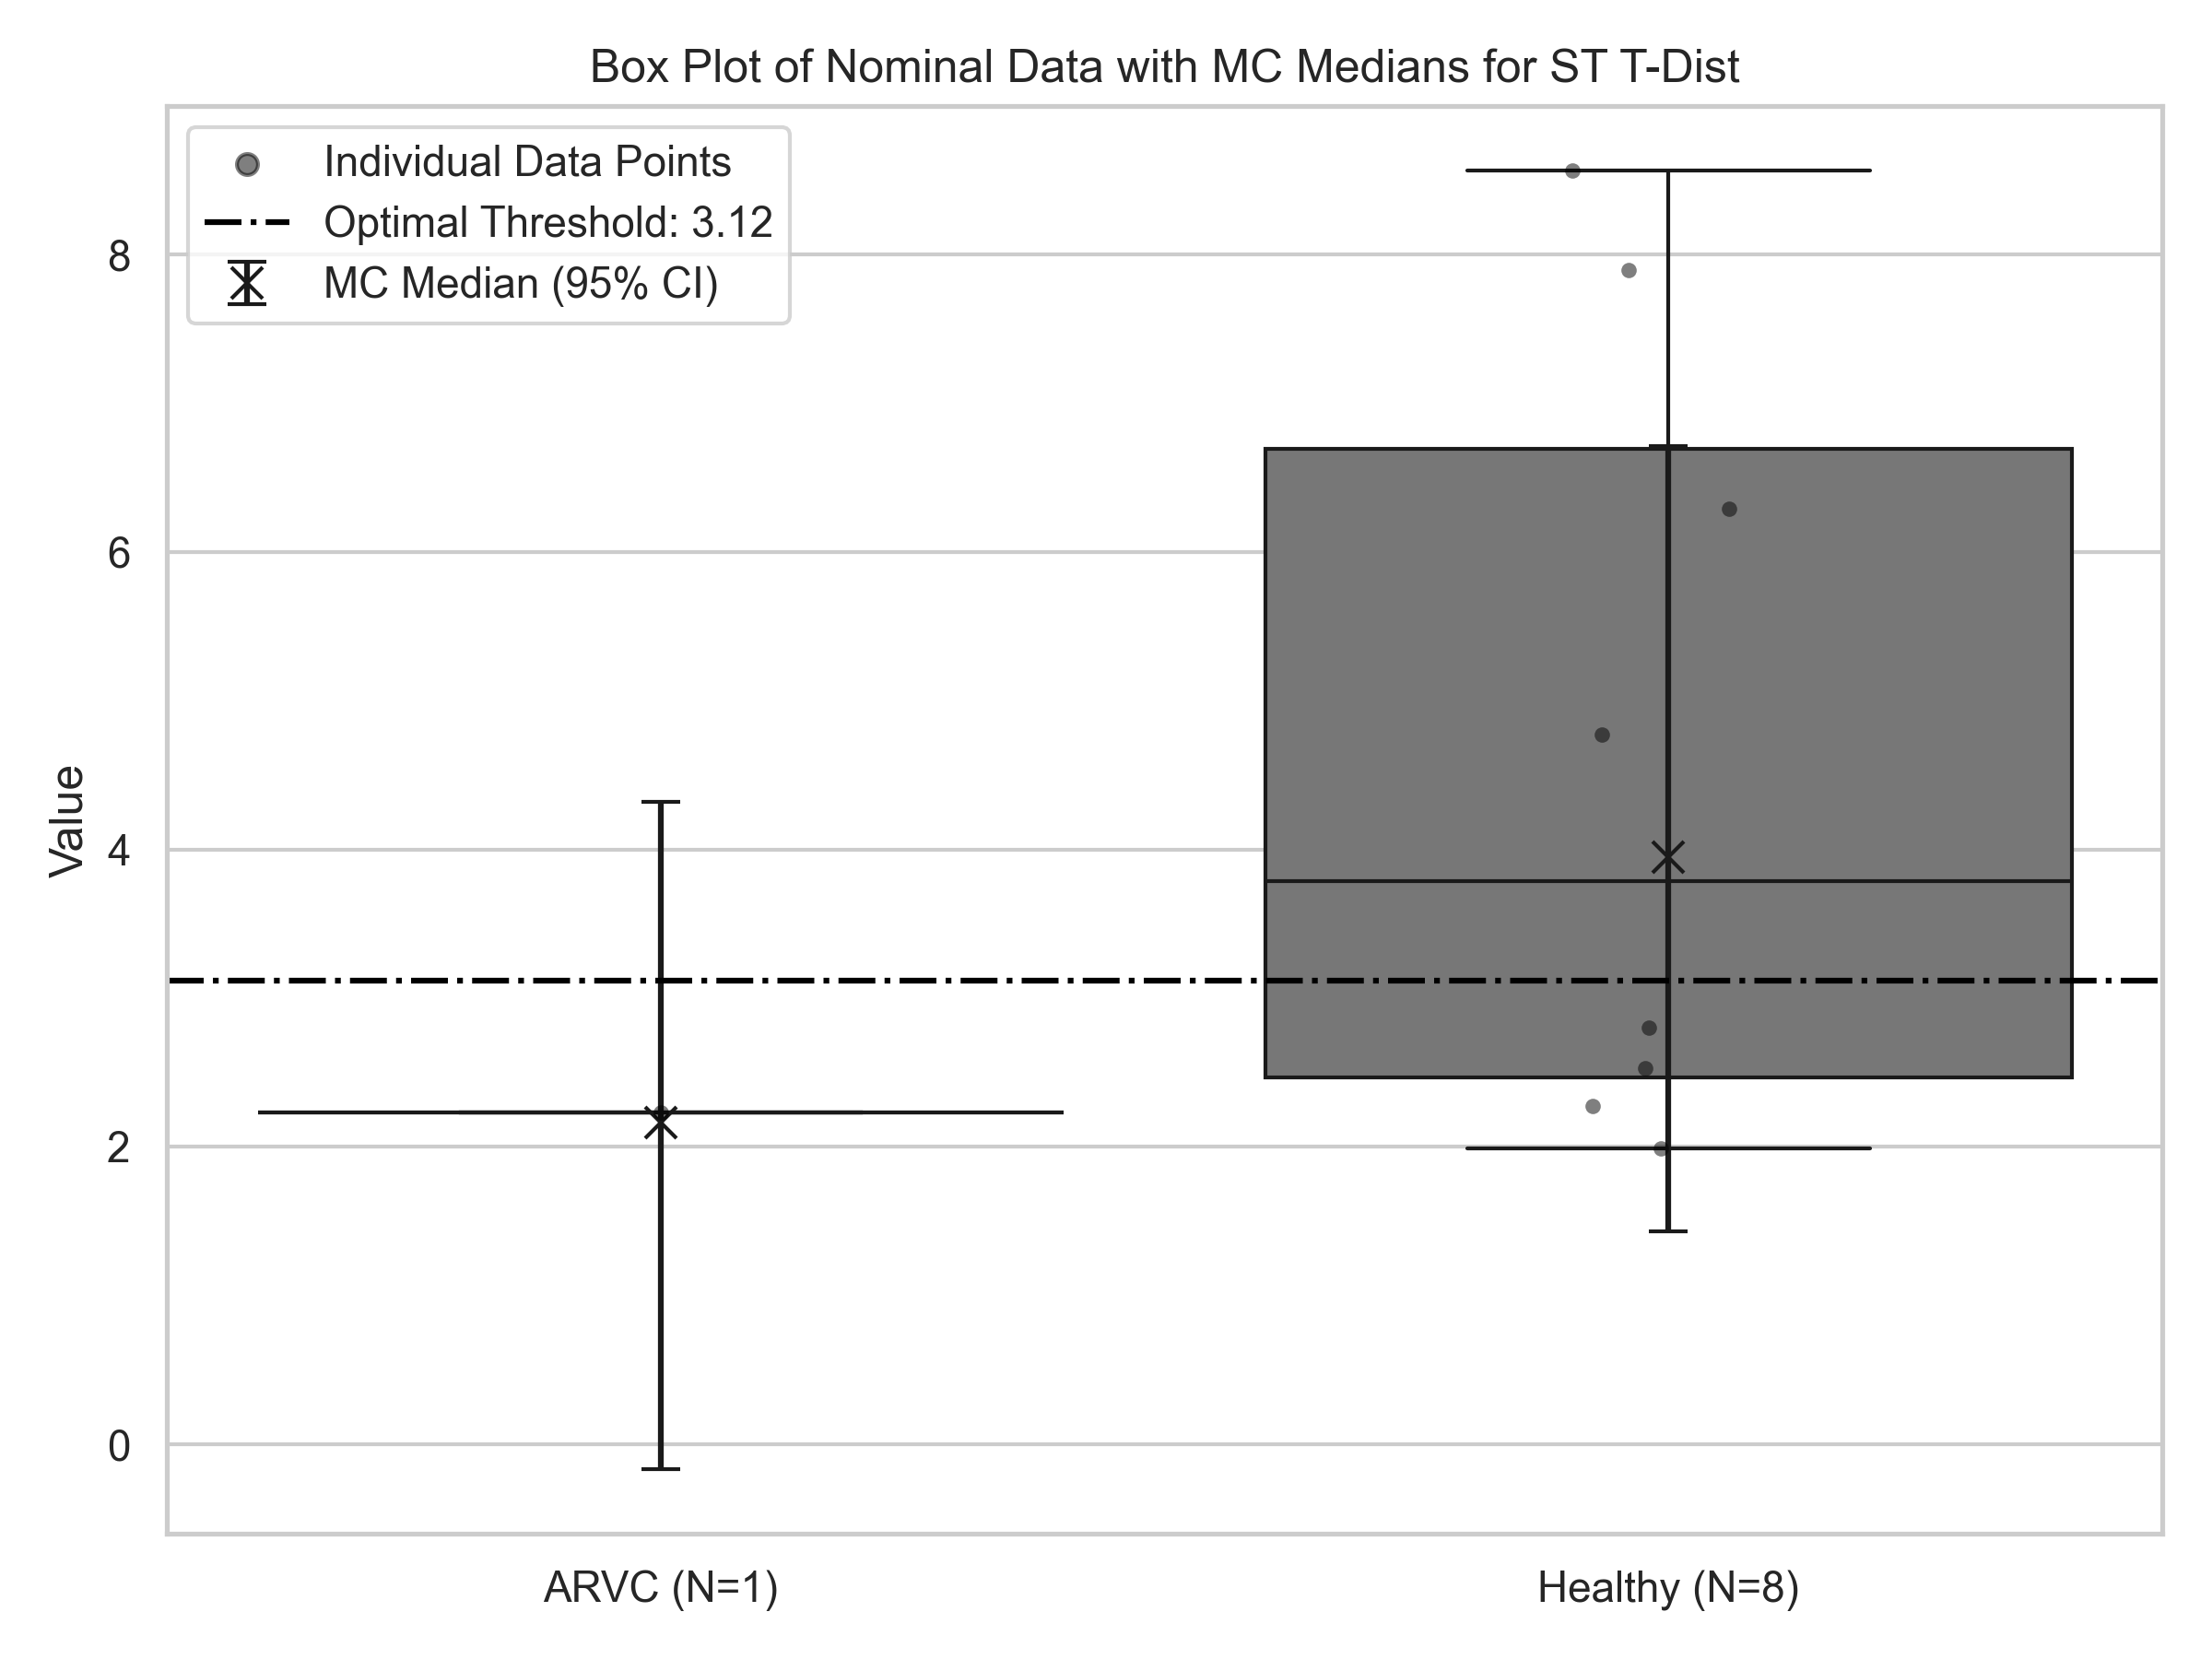 Box Plot of Nominal Data with MC Medians for ST T-Dist
Individual Data Points
Optimal Threshold: 3.12
MC Median (95% CI)
8
6
4
2
0
Value
ARVC (N=1)
Healthy (N=8)